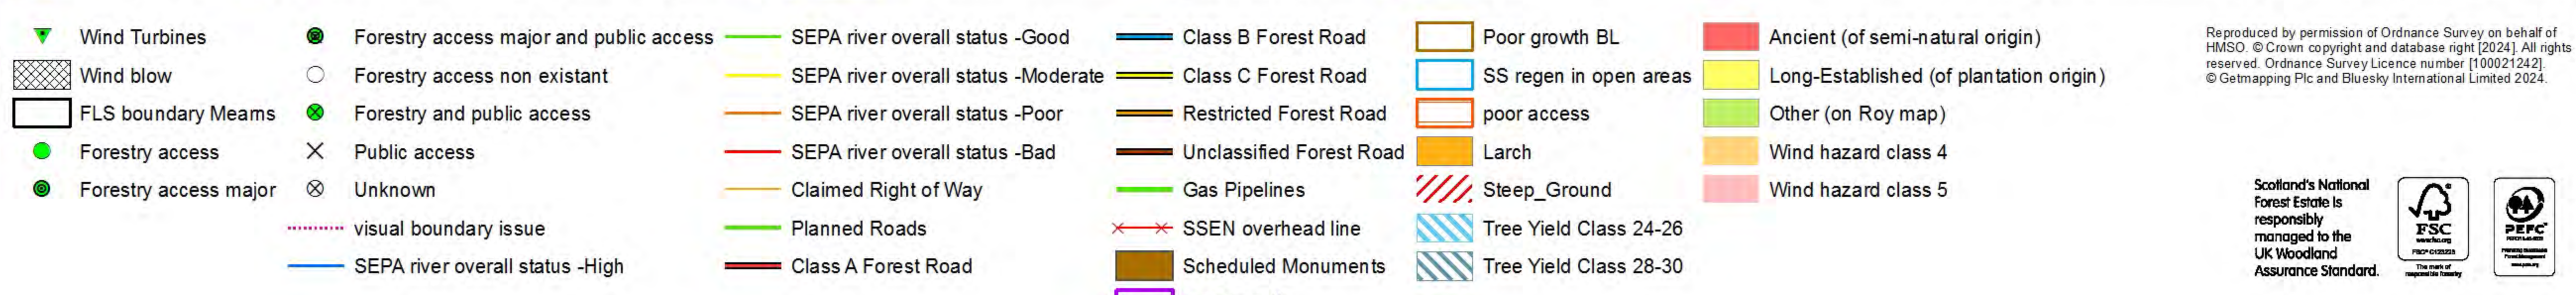 Wind Turbines
Wind blow
FLS boundary Mearns
Forestry access
Forestry access major
Forestry access major and public access
Forestry access non existant
Forestry and public access
Public access
Unknown
visual boundary issue
SEPA river overall status -High
SEPA river overall status -Good
SEPA river overall status -Moderate
SEPA river overall status -Poor
SEPA river overall status -Bad
Claimed Right of Way
Planned Roads
Class A Forest Road
Class B Forest Road
Class C Forest Road
Restricted Forest Road
Unclassified Forest Road
Gas Pipelines
SSEN overhead line
Scheduled Monuments
Poor growth BL
SS regen in open areas
poor access
Larch
Steep_Ground
Tree Yield Class 24-26
Tree Yield Class 28-30
Ancient (of semi-natural origin)
Long-Established (of plantation origin)
Other (on Roy map)
Wind hazard class 4
Wind hazard class 5
Reproduced by permission of Ordnance Survey on behalf of
HMSO. © Crown copyright and database right [2024]. All rights
reserved. Ordnance Survey Licence number [100021242].
© Getmapping Plc and Bluesky International Limited 2024.
Scotland's National
Forest Estate is
responsibly
managed to the
UK Woodland
Assurance Standard.
FSC
www.fsc.org
The mark of
responsible forestry
PEFC